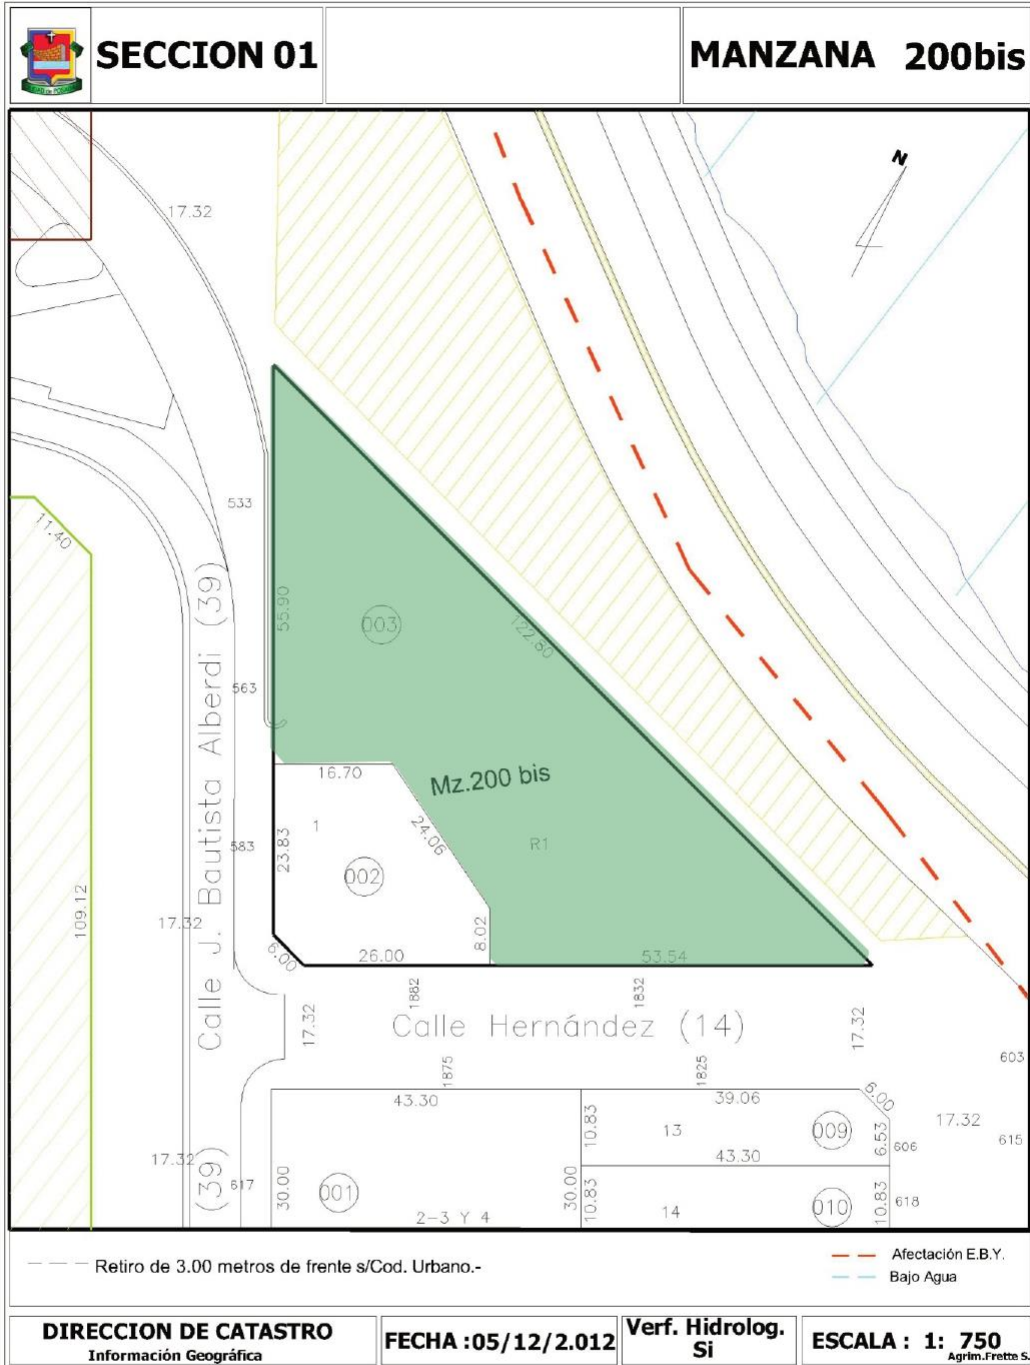 SECCION 01
MANZANA 200bis
N
17.32
11.40
533
55.90
003
122.80
563
Calle J. Bautista Alberdi (39)
16.70
Mz.200 bis
1
24.06
R1
583
23.83
002
109.12
17.32
8.02
6.00
26.00
53.54
1882
1832
17.32
Calle Hernández (14)
17.32
603
1875
1825
43.30
39.06
6.00
10.83
13
009
6.53
17.32
606
615
43.30
17.32
(39)
617
30.00
001
30.00
10.83
14
010
10.83
618
2-3 Y 4
Retiro de 3.00 metros de frente s/Cod. Urbano.-
Afectación E.B.Y.
Bajo Agua
DIRECCION DE CATASTRO
Información Geográfica
FECHA :05/12/2.012
Verf. Hidrolog.
Si
ESCALA : 1: 750
Agrim.Frette S.